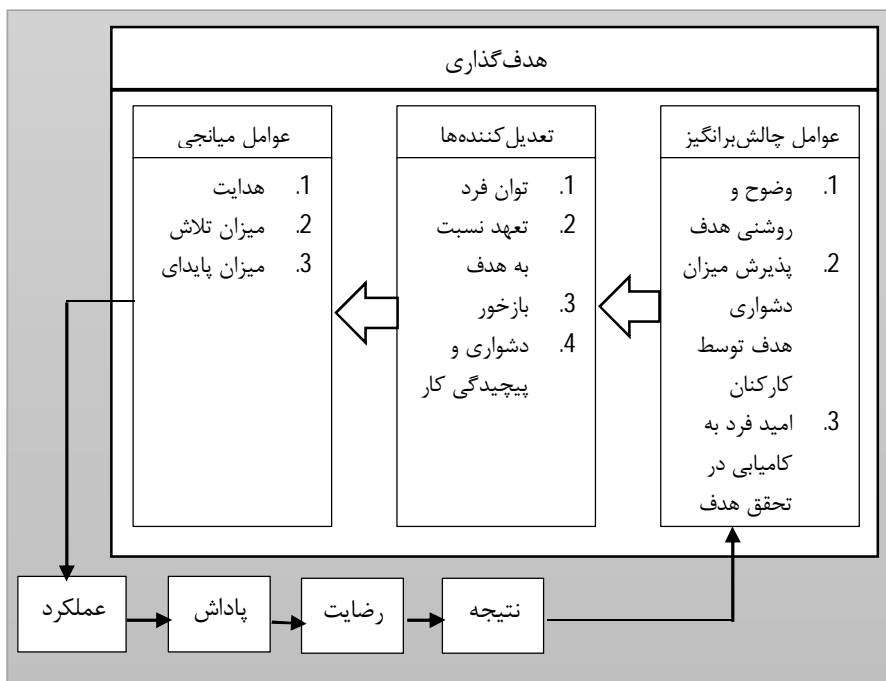 هدف‌گذاری
عوامل چالش‌برانگیز
1. وضوح و
روشنی هدف
2. پذیرش میزان
دشواری
هدف توسط
کارکنان
3. امید فرد به
کامیابی در
تحقق هدف
تعدیل‌کننده‌ها
1. توان فرد
2. تعهد نسبت
به هدف
3. بازخور
4. دشواری و
پیچیدگی کار
عوامل میانجی
1. هدایت
2. میزان تلاش
3. میزان پایدای
عملکرد
پاداش
رضایت
نتیجه